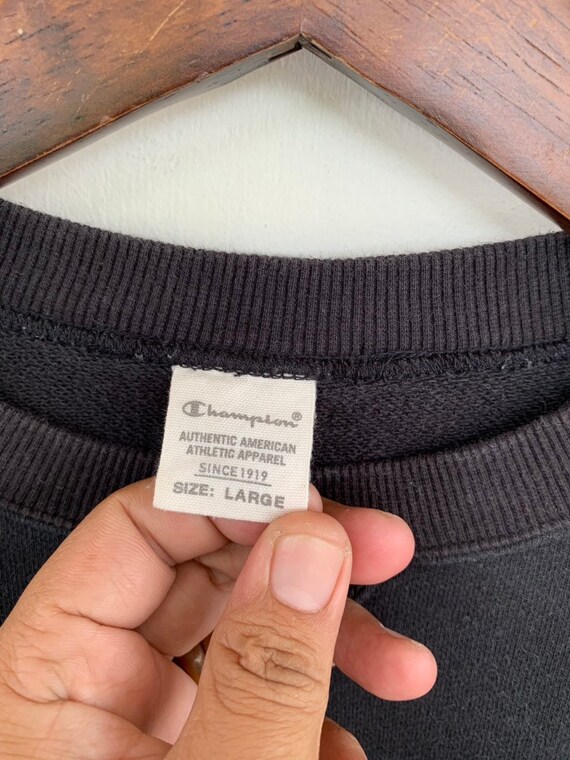 Champion®
AUTHENTIC AMERICAN
ATHLETIC APPAREL
SINCE 1919
SIZE: LARGE